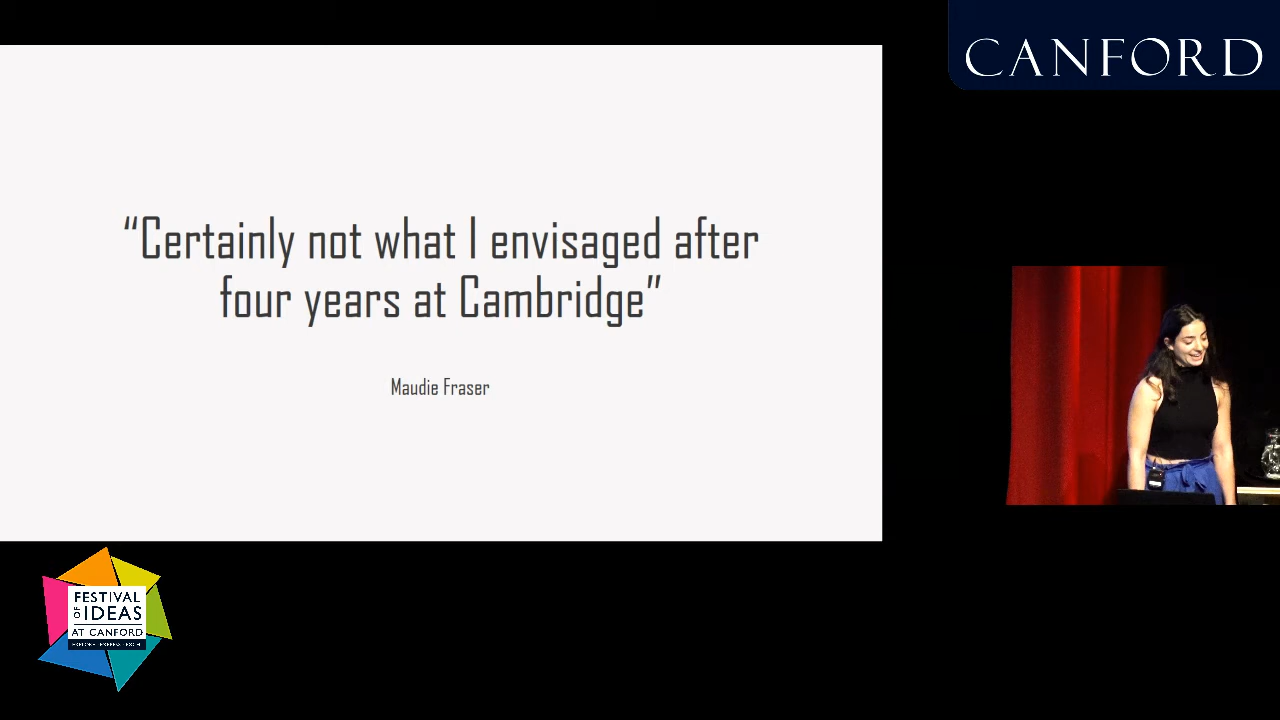 CANFORD
“Certainly not what I envisaged after
four years at Cambridge”
Maudie Fraser
FESTIVAL
OF IDEAS
AT CANFORD